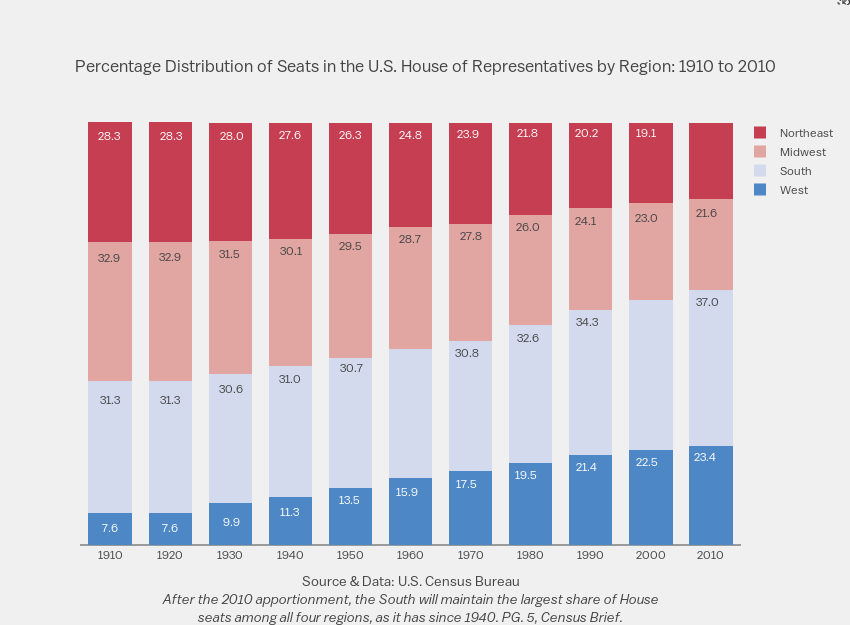 Percentage Distribution of Seats in the U.S. House of Representatives by Region: 1910 to 2010
28.3 28.3 28.0 27.6 26.3 24.8 23.9 21.8 20.2 19.1
Northeast
Midwest
South
West
32.9 32.9 31.5 30.1 29.5 28.7 27.8 26.0 24.1 23.0 21.6
31.3 31.3 30.6 31.0 30.7 30.8 32.6 34.3 37.0
7.6 7.6 9.9 11.3 13.5 15.9 17.5 19.5 21.4 22.5 23.4
1910 1920 1930 1940 1950 1960 1970 1980 1990 2000 2010
Source & Data: U.S. Census Bureau
After the 2010 apportionment, the South will maintain the largest share of House
seats among all four regions, as it has since 1940. PG. 5, Census Brief.